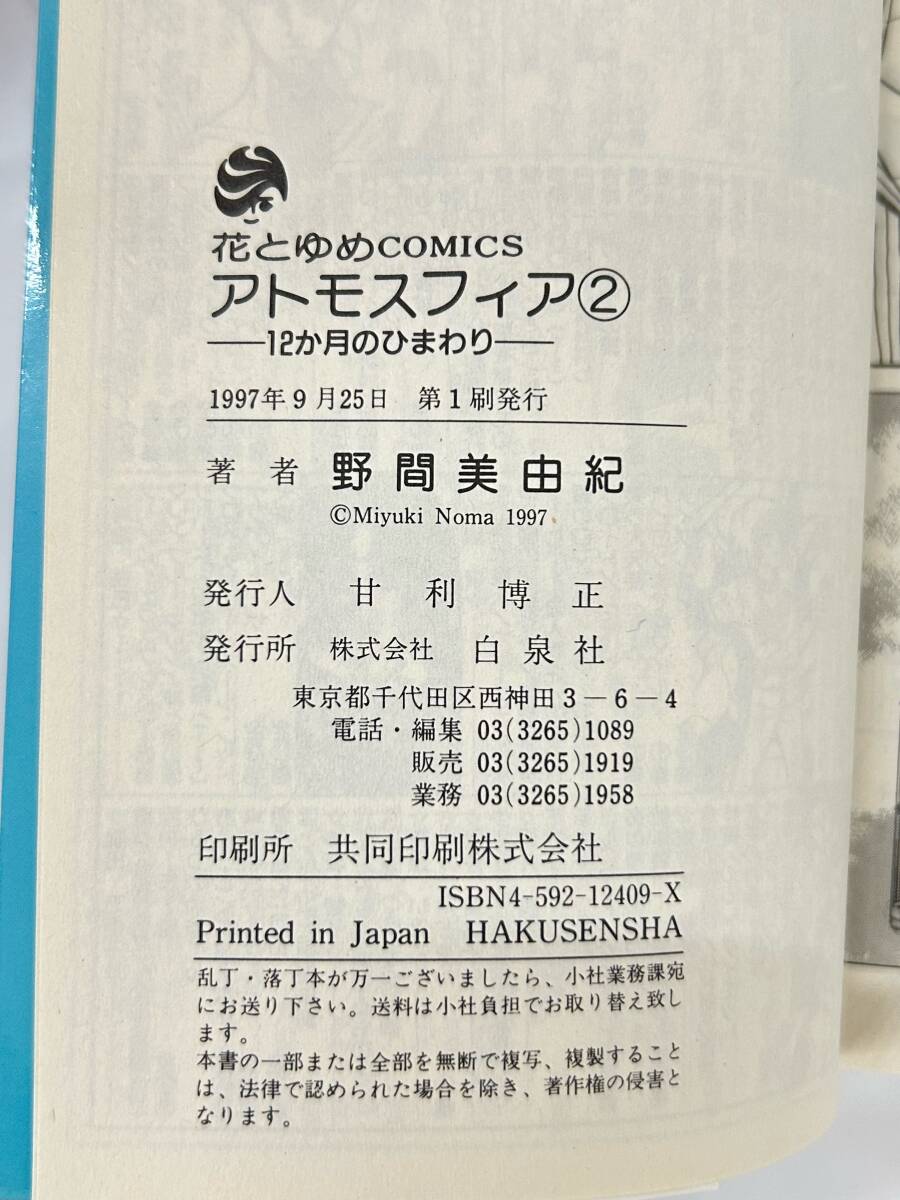 花とゆめCOMICS
アトモスフィア②
——12か月のひまわり——
1997年9月25日　第1刷発行
著者　野間美由紀
©Miyuki Noma 1997
発行人　甘利博正
発行所　株式会社　白泉社
東京都千代田区西神田3－6－4
電話・編集 03(3265)1089
販売 03(3265)1919
業務 03(3265)1958
印刷所　共同印刷株式会社
ISBN4-592-12409-X
Printed in Japan　HAKUSENSHA
乱丁・落丁本が万一ございましたら、小社業務課宛
にお送り下さい。送料は小社負担でお取り替え致し
ます。
本書の一部または全部を無断で複写、複製すること
は、法律で認められた場合を除き、著作権の侵害と
なります。